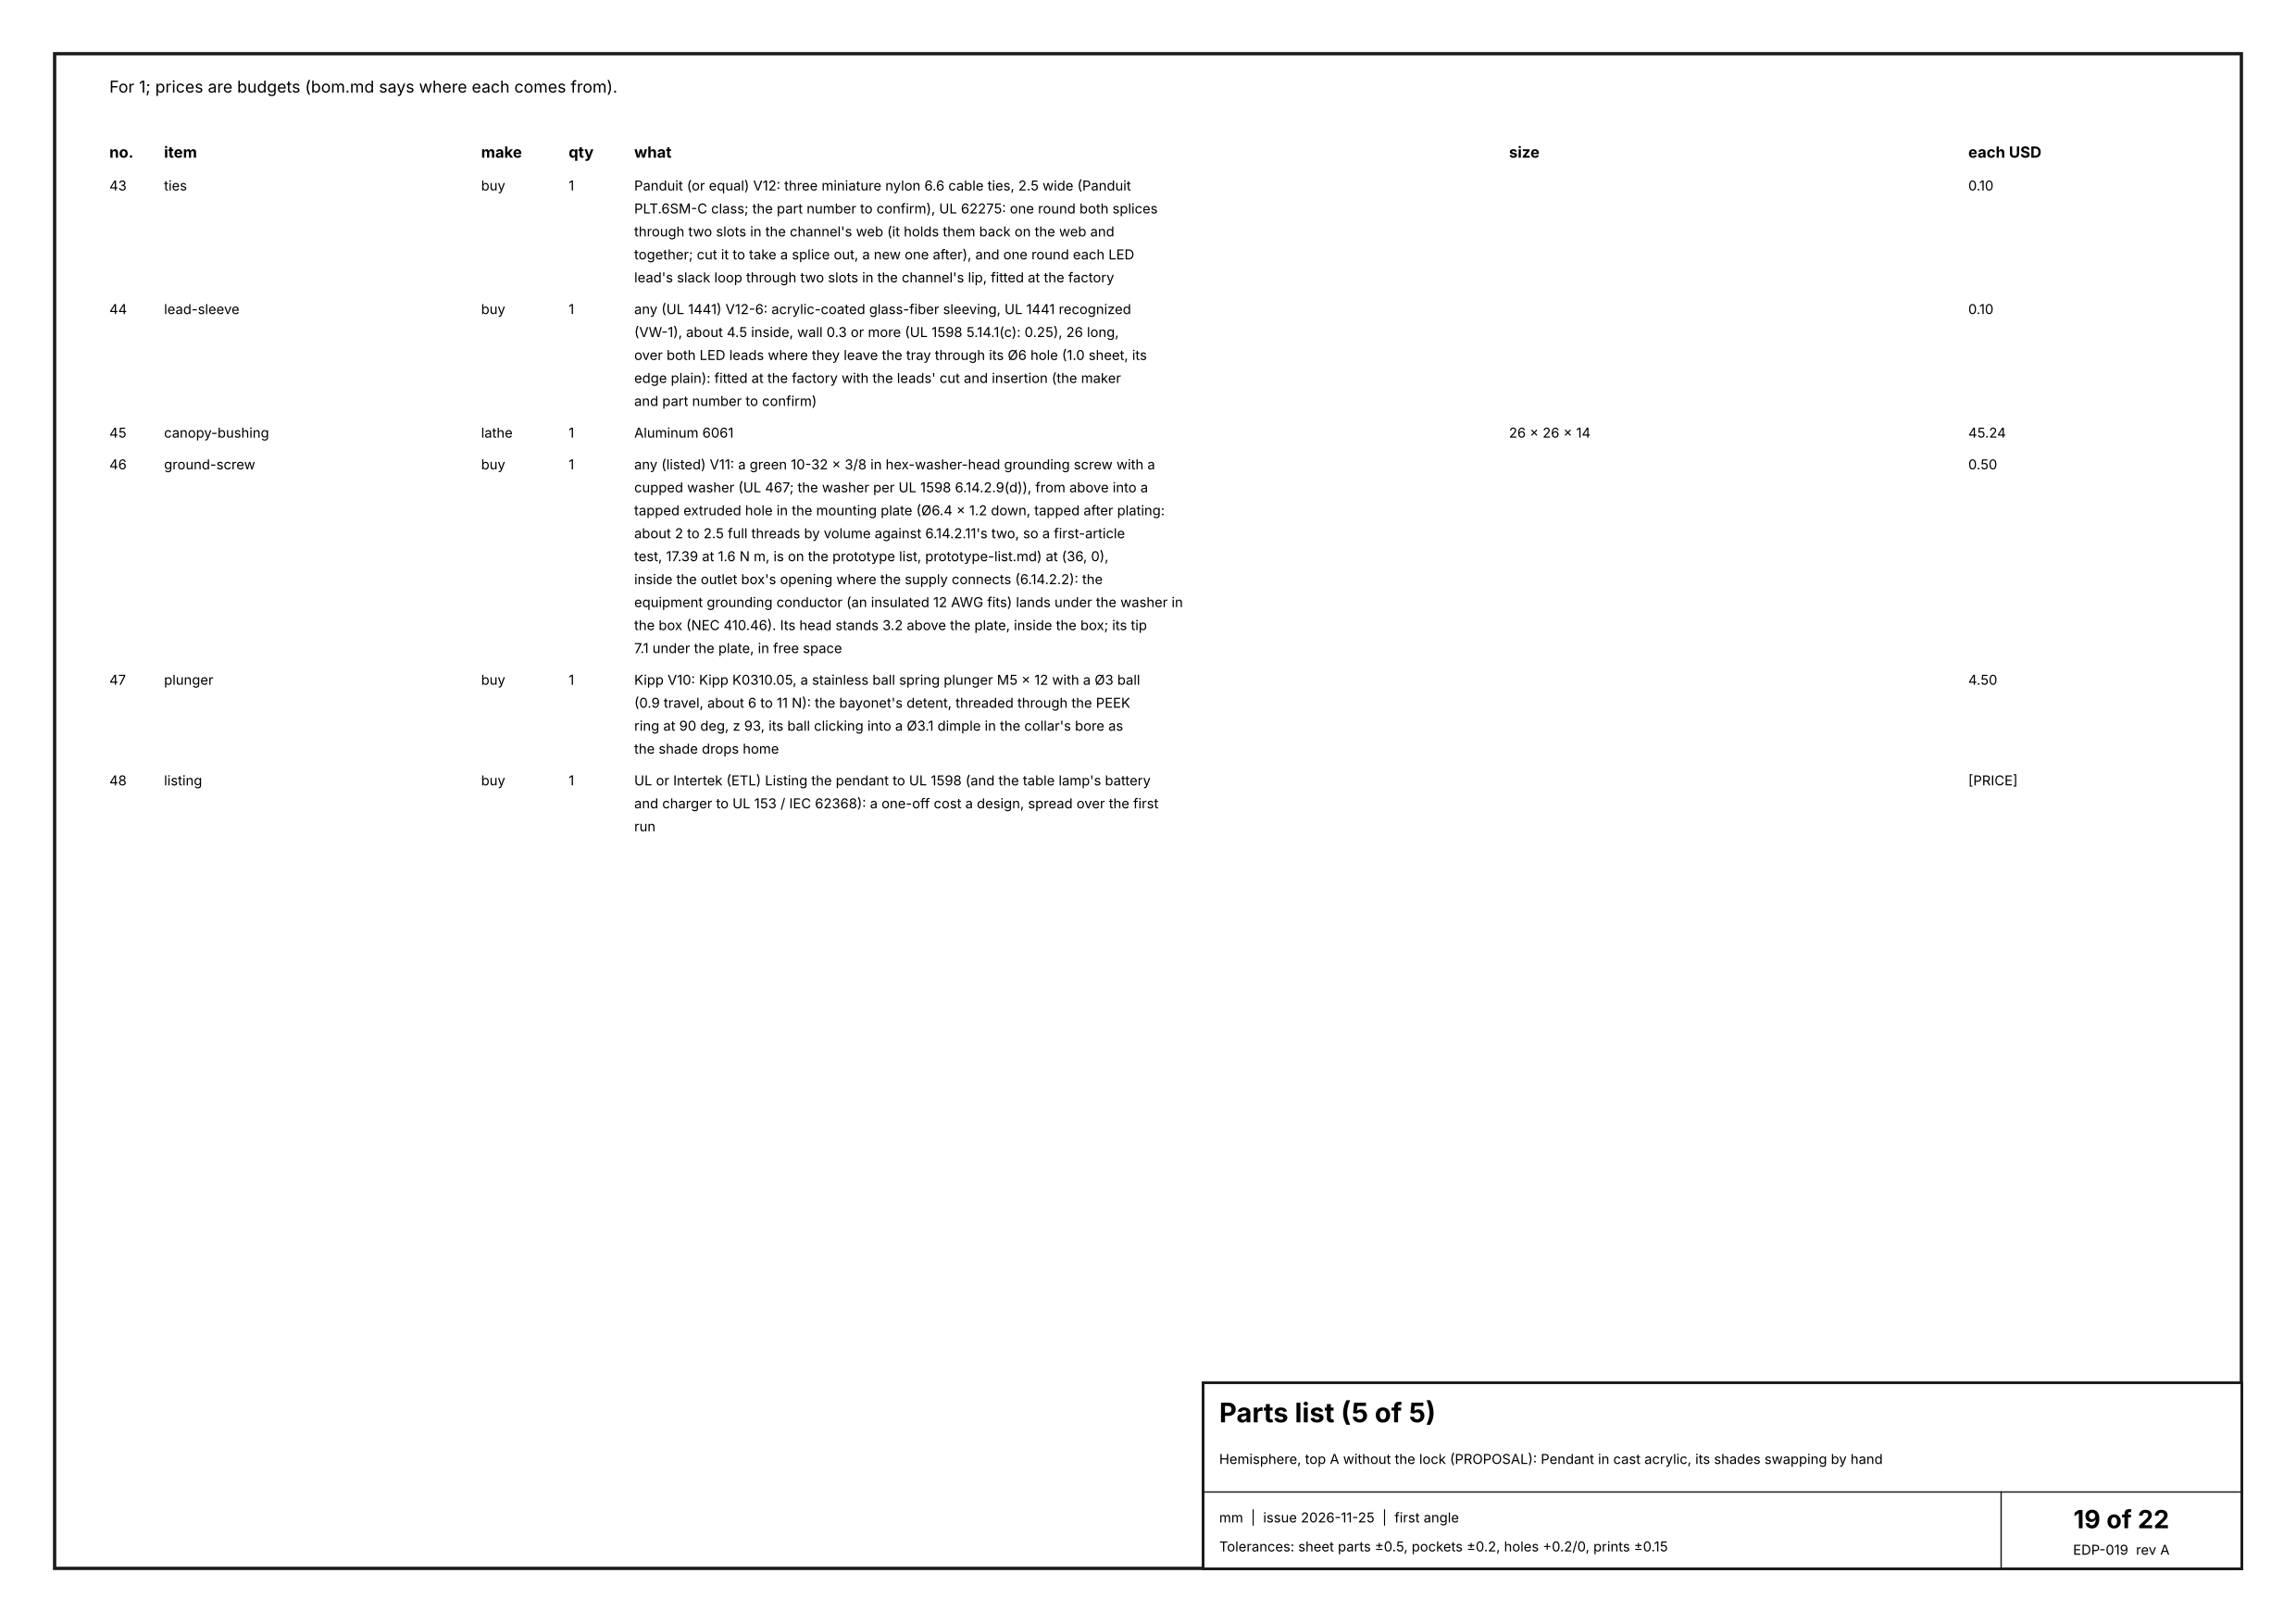 For 1; prices are budgets (bom.md says where each comes from).
no. item make qty what size each USD
43 ties buy 1 Panduit (or equal) V12: three miniature nylon 6.6 cable ties, 2.5 wide (Panduit 0.10
PLT.6SM-C class; the part number to confirm), UL 62275: one round both splices
through two slots in the channel's web (it holds them back on the web and
together; cut it to take a splice out, a new one after), and one round each LED
lead's slack loop through two slots in the channel's lip, fitted at the factory
44 lead-sleeve buy 1 any (UL 1441) V12-6: acrylic-coated glass-fiber sleeving, UL 1441 recognized 0.10
(VW-1), about 4.5 inside, wall 0.3 or more (UL 1598 5.14.1(c): 0.25), 26 long,
over both LED leads where they leave the tray through its Ø6 hole (1.0 sheet, its
edge plain): fitted at the factory with the leads' cut and insertion (the maker
and part number to confirm)
45 canopy-bushing lathe 1 Aluminum 6061 26 × 26 × 14 45.24
46 ground-screw buy 1 any (listed) V11: a green 10-32 × 3/8 in hex-washer-head grounding screw with a 0.50
cupped washer (UL 467; the washer per UL 1598 6.14.2.9(d)), from above into a
tapped extruded hole in the mounting plate (Ø6.4 × 1.2 down, tapped after plating:
about 2 to 2.5 full threads by volume against 6.14.2.11's two, so a first-article
test, 17.39 at 1.6 N m, is on the prototype list, prototype-list.md) at (36, 0),
inside the outlet box's opening where the supply connects (6.14.2.2): the
equipment grounding conductor (an insulated 12 AWG fits) lands under the washer in
the box (NEC 410.46). Its head stands 3.2 above the plate, inside the box; its tip
7.1 under the plate, in free space
47 plunger buy 1 Kipp V10: Kipp K0310.05, a stainless ball spring plunger M5 × 12 with a Ø3 ball 4.50
(0.9 travel, about 6 to 11 N): the bayonet's detent, threaded through the PEEK
ring at 90 deg, z 93, its ball clicking into a Ø3.1 dimple in the collar's bore as
the shade drops home
48 listing buy 1 UL or Intertek (ETL) Listing the pendant to UL 1598 (and the table lamp's battery [PRICE]
and charger to UL 153 / IEC 62368): a one-off cost a design, spread over the first
run
Parts list (5 of 5)
Hemisphere, top A without the lock (PROPOSAL): Pendant in cast acrylic, its shades swapping by hand
mm | issue 2026-11-25 | first angle
Tolerances: sheet parts ±0.5, pockets ±0.2, holes +0.2/0, prints ±0.15
19 of 22
EDP-019 rev A